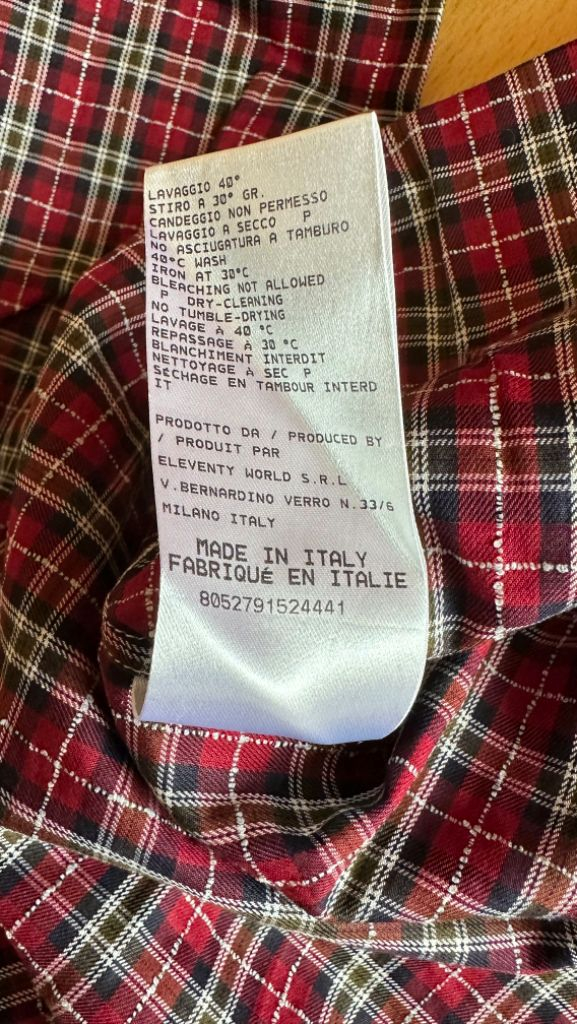 LAVAGGIO 40°
STIRO A 30° GR.
CANDEGGIO NON PERMESSO
LAVAGGIO A SECCO P
NO ASCIUGATURA A TAMBURO
40°C WASH
IRON AT 30°C
BLEACHING NOT ALLOWED
P DRY-CLEANING
NO TUMBLE-DRYING
LAVAGE À 40 °C
REPASSAGE À 30 °C
BLANCHIMENT INTERDIT
NETTOYAGE À SEC P
SECHAGE EN TAMBOUR INTERD
IT
PRODOTTO DA / PRODUCED BY
/ PRODUIT PAR
ELEVENTY WORLD S.R.L
V.BERNARDINO VERRO N.33/6
MILANO ITALY
MADE IN ITALY
FABRIQUÉ EN ITALIE
8052791524441